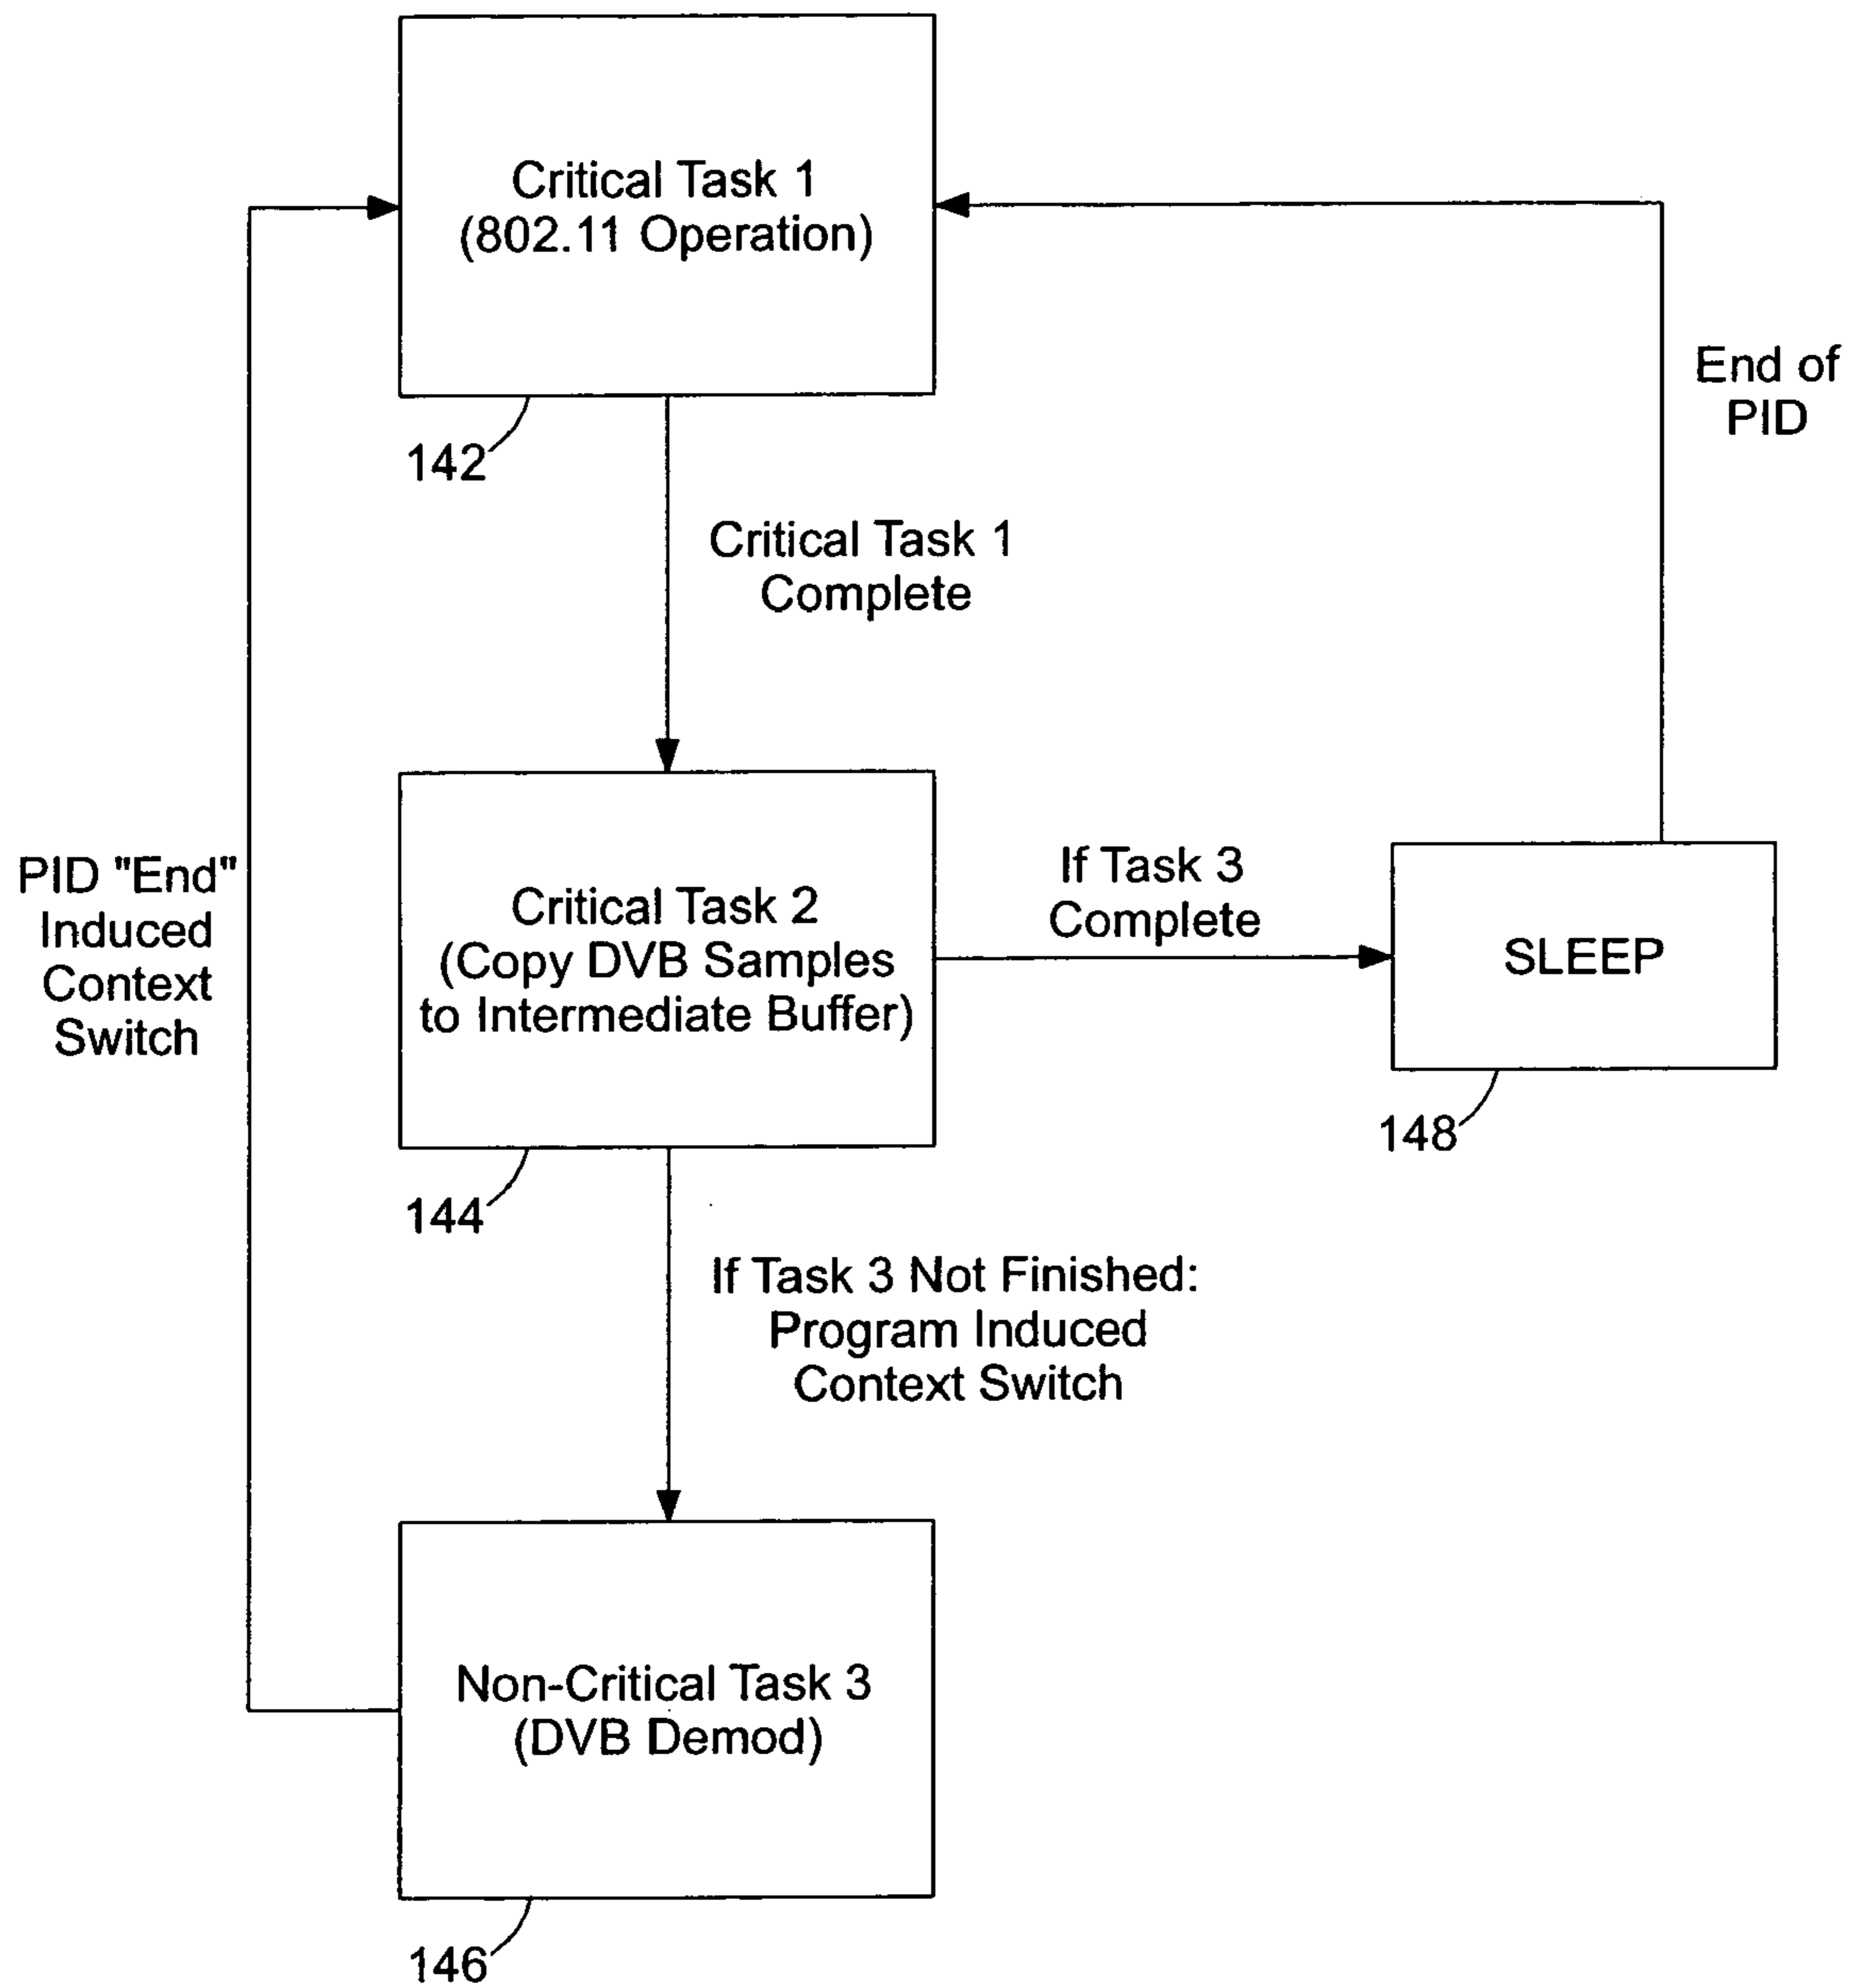 Critical Task 1
(802.11 Operation)
142
End of
PID
Critical Task 1
Complete
PID "End"
Induced
Context
Switch
Critical Task 2
(Copy DVB Samples
to Intermediate Buffer)
144
If Task 3
Complete
SLEEP
148
If Task 3 Not Finished:
Program Induced
Context Switch
Non-Critical Task 3
(DVB Demod)
146